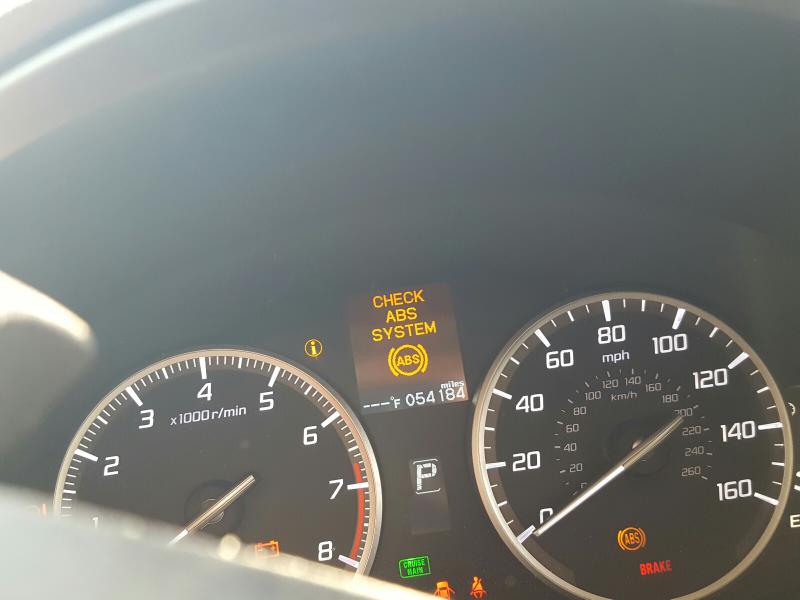 CHECK
ABS
SYSTEM
ABS
miles
---°F 054184
1 2 3 4 5 6 7 8
x1000r/min
P
CRUISE
MAIN
0 20 40 60 80 100 120 140 160
mph
0 20 40 60 80 100 120 140 160 180 200 220 240 260
km/h
ABS
BRAKE
E